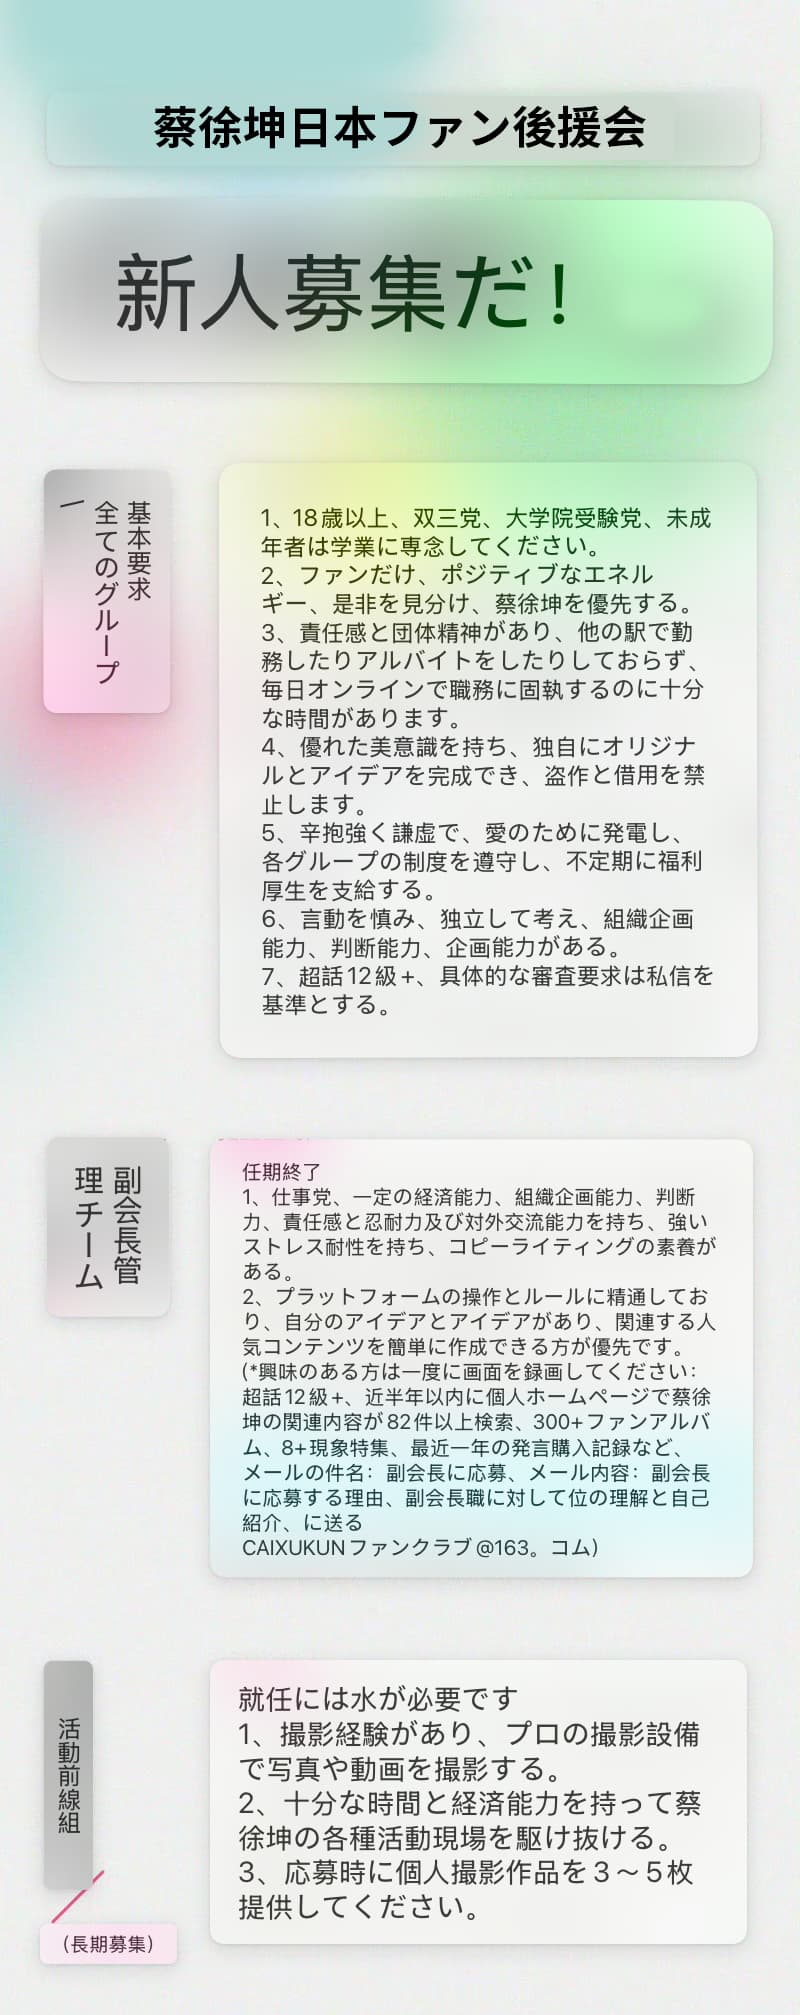 蔡徐坤日本ファン後援会
新人募集だ！
基本要求
全てのグループ
1、18歳以上、双三党、大学院受験党、未成
年者は学業に専念してください。
2、ファンだけ、ポジティブなエネル
ギー、是非を見分け、蔡徐坤を優先する。
3、責任感と団体精神があり、他の駅で勤
務したりアルバイトをしたりしておらず、
毎日オンラインで職務に固執するのに十分
な時間があります。
4、優れた美意識を持ち、独自にオリジナ
ルとアイデアを完成でき、盗作と借用を禁
止します。
5、辛抱強く謙虚で、愛のために発電し、
各グループの制度を遵守し、不定期に福利
厚生を支給する。
6、言動を慎み、独立して考え、組織企画
能力、判断能力、企画能力がある。
7、超話12級+、具体的な審査要求は私信を
基準とする。
副会長管
理チーム
任期終了
1、仕事党、一定の経済能力、組織企画能力、判断
力、責任感と忍耐力及び対外交流能力を持ち、強い
ストレス耐性を持ち、コピーライティングの素養が
ある。
2、プラットフォームの操作とルールに精通してお
り、自分のアイデアとアイデアがあり、関連する人
気コンテンツを簡単に作成できる方が優先です。
(*興味のある方は一度に画面を録画してください：
超話12級+、近半年以内に個人ホームページで蔡徐
坤の関連内容が82件以上検索、300+ファンアルバ
ム、8+現象特集、最近一年の発言購入記録など、
メールの件名：副会長に応募、メール内容：副会長
に応募する理由、副会長職に対して位の理解と自己
紹介、に送る
CAIXUKUNファンクラブ@163。コム)
活動前線組
（長期募集）
就任には水が必要です
1、撮影経験があり、プロの撮影設備
で写真や動画を撮影する。
2、十分な時間と経済能力を持って蔡
徐坤の各種活動現場を駆け抜ける。
3、応募時に個人撮影作品を３～５枚
提供してください。